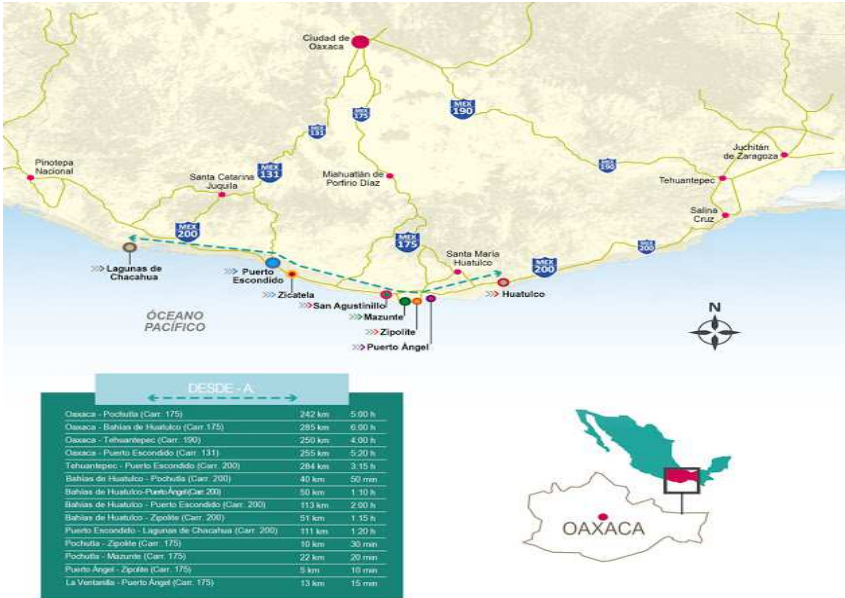 Ciudad de
Oaxaca
MEX
175
MEX
190
MEX
131
MEX
131
MEX
190
Juchitán
de Zaragoza
Pinotepa
Nacional
Santa Catarina
Juquila
Miahuatlán de
Porfirio Díaz
Tehuantepec
Salina
Cruz
MEX
200
MEX
175
MEX
200
Santa María
Huatulco
MEX
200
>>> Lagunas de
Chacahua
>>> Puerto
Escondido
>>> Zicatela
>>> San Agustinillo
>>> Huatulco
>>> Mazunte
>>> Zipolite
>>> Puerto Ángel
ÓCEANO
PACÍFICO
N
DESDE - A
Oaxaca - Pochutla (Carr. 175) 242 km 5:00 h
Oaxaca - Bahías de Huatulco (Carr.175) 285 km 6:00 h
Oaxaca - Tehuantepec (Carr. 190) 250 km 4:00 h
Oaxaca - Puerto Escondido (Carr. 131) 255 km 5:20 h
Tehuantepec - Puerto Escondido (Carr. 200) 284 km 3:15 h
Bahías de Huatulco - Pochutla (Carr. 200) 40 km 50 min
Bahías de Huatulco-Puerto Ángel (Carr. 200) 50 km 1:10 h
Bahías de Huatulco - Puerto Escondido (Carr. 200) 113 km 2:00 h
Bahías de Huatulco - Zipolite (Carr. 200) 51 km 1:15 h
Puerto Escondido - Lagunas de Chacahua (Carr. 200) 111 km 1:20 h
Pochutla - Zipolite (Carr. 175) 10 km 30 min
Pochutla - Mazunte (Carr. 175) 22 km 20 min
Puerto Ángel - Zipolite (Carr. 175) 5 km 10 min
La Ventanilla - Puerto Ángel (Carr. 175) 13 km 15 min
OAXACA